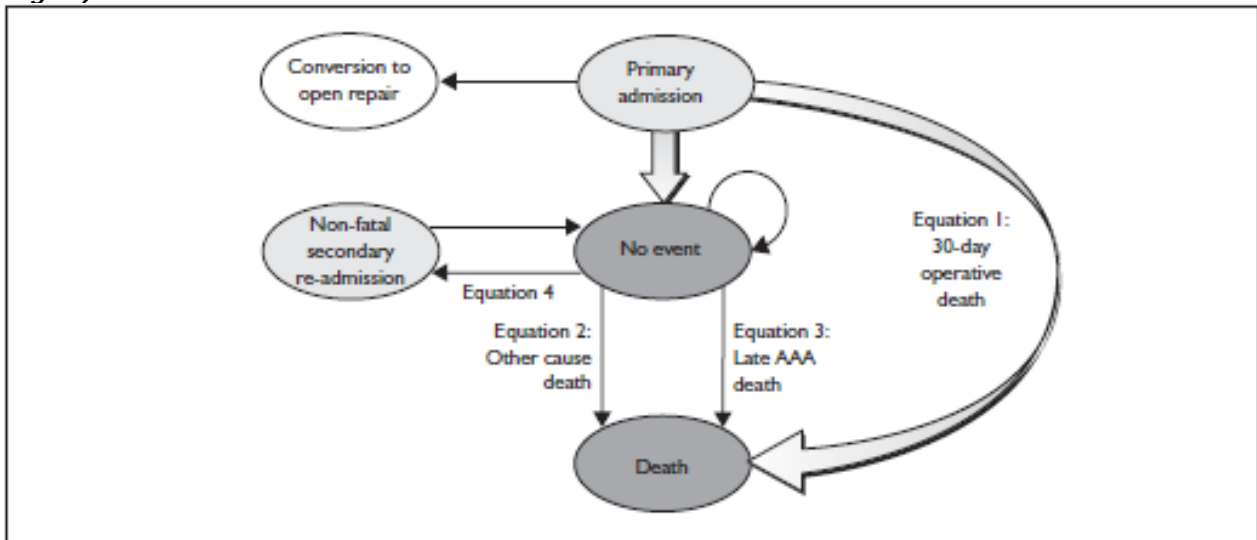 Conversion to
open repair
Primary
admission
Non-fatal
secondary
re-admission
No event
Equation 1:
30-day
operative
death
Equation 4
Equation 2:
Other cause
death
Equation 3:
Late AAA
death
Death